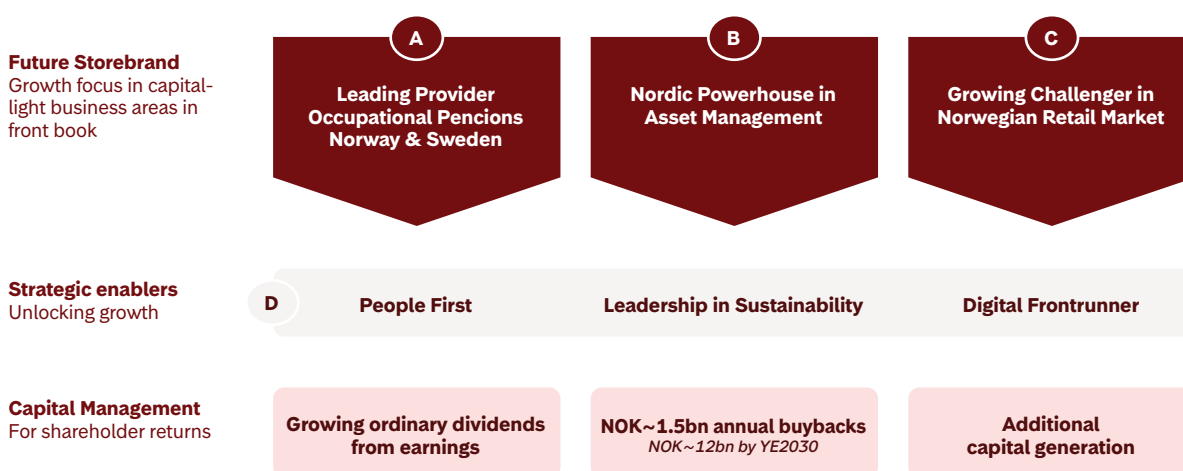 Future Storebrand
Growth focus in capital-
light business areas in
front book
A
Leading Provider
Occupational Pencions
Norway & Sweden
B
Nordic Powerhouse in
Asset Management
C
Growing Challenger in
Norwegian Retail Market
Strategic enablers
Unlocking growth
D
People First
Leadership in Sustainability
Digital Frontrunner
Capital Management
For shareholder returns
Growing ordinary dividends
from earnings
NOK~1.5bn annual buybacks
NOK~12bn by YE2030
Additional
capital generation